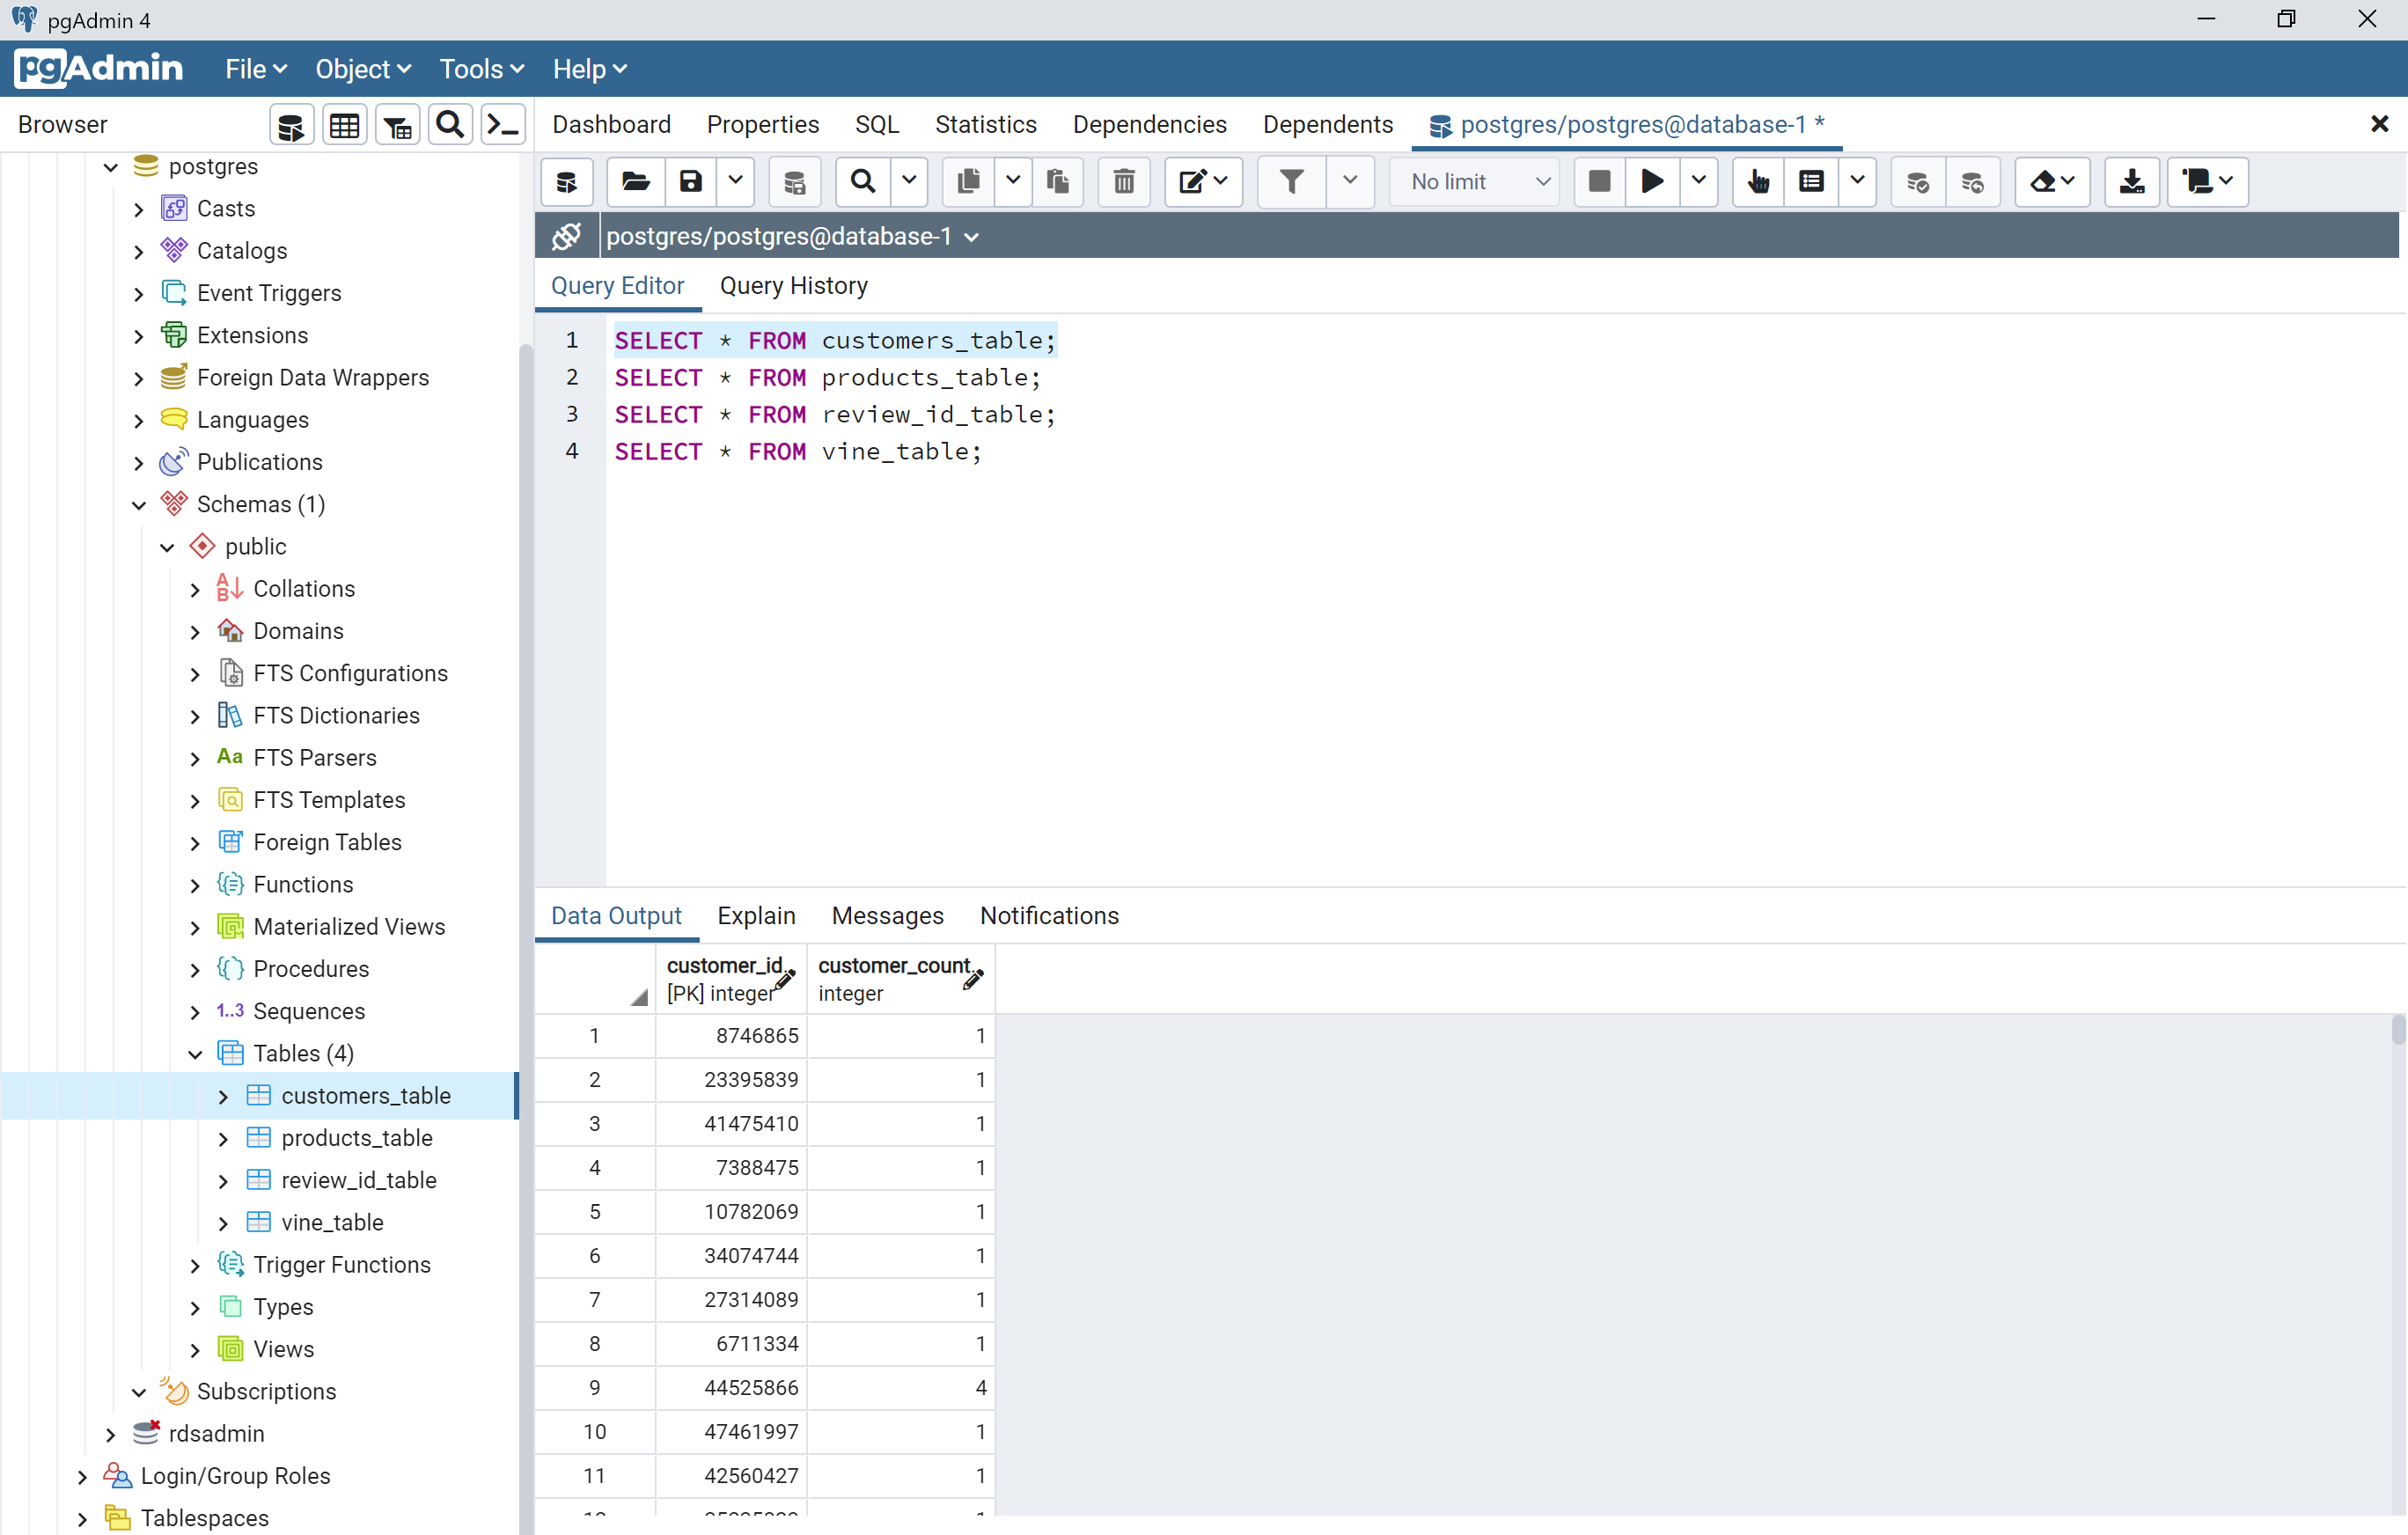 pgAdmin 4
pgAdmin File Object Tools Help
Browser
Dashboard Properties SQL Statistics Dependencies Dependents postgres/postgres@database-1 *
No limit
postgres/postgres@database-1
Query Editor Query History
1 SELECT * FROM customers_table;
2 SELECT * FROM products_table;
3 SELECT * FROM review_id_table;
4 SELECT * FROM vine_table;
postgres
Casts
Catalogs
Event Triggers
Extensions
Foreign Data Wrappers
Languages
Publications
Schemas (1)
public
Collations
Domains
FTS Configurations
FTS Dictionaries
Aa FTS Parsers
FTS Templates
Foreign Tables
Functions
Materialized Views
Procedures
1..3 Sequences
Tables (4)
customers_table
products_table
review_id_table
vine_table
Trigger Functions
Types
Views
Subscriptions
rdsadmin
Login/Group Roles
Tablespaces
Data Output Explain Messages Notifications
customer_id customer_count
[PK] integer integer
1 8746865 1
2 23395839 1
3 41475410 1
4 7388475 1
5 10782069 1
6 34074744 1
7 27314089 1
8 6711334 1
9 44525866 4
10 47461997 1
11 42560427 1